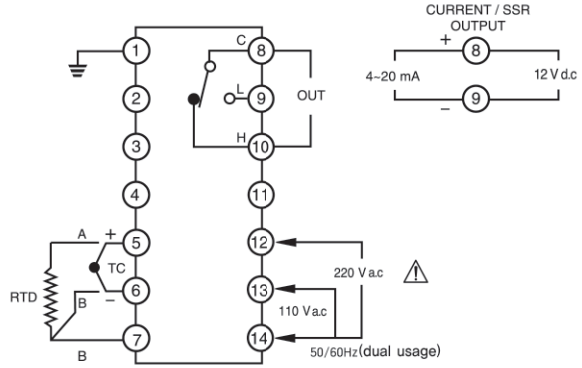 CURRENT / SSR
OUTPUT
+ 8
4~20 mA
12 V d.c
− 9
1
C 8
2
L 9
OUT
3
H 10
4
11
A + 5
12
TC
220 V a.c
RTD
B − 6
13
110 V a.c
B 7
14
50/60Hz(dual usage)